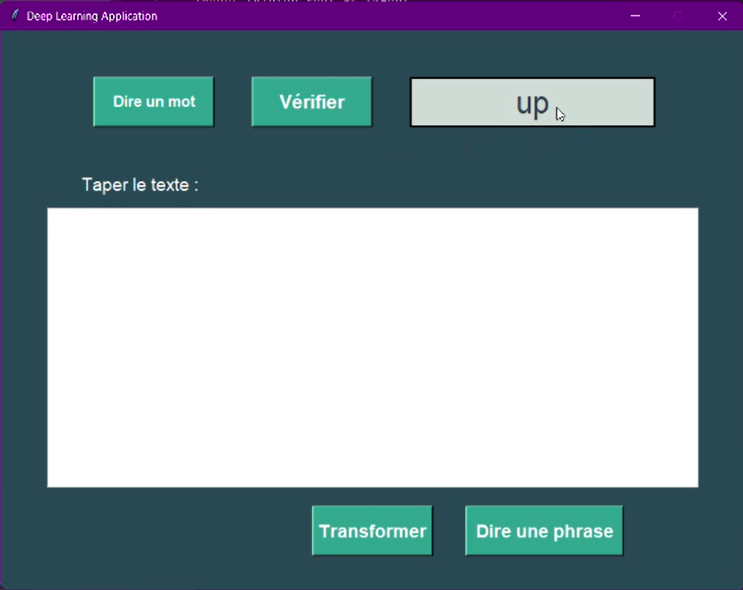 Deep Learning Application
Dire un mot
Vérifier
up
Taper le texte :
Transformer
Dire une phrase